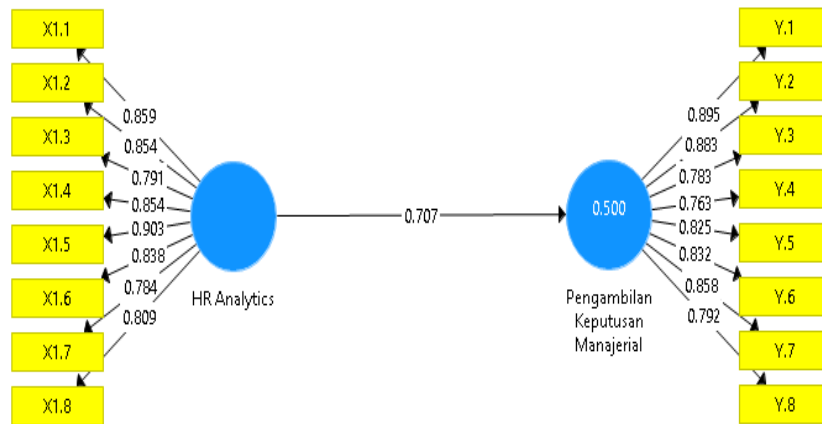 X1.1
X1.2
X1.3
X1.4
X1.5
X1.6
X1.7
X1.8
0.859
0.854
0.791
0.854
0.903
0.838
0.784
0.809
HR Analytics
0.707
0.500
Pengambilan
Keputusan
Manajerial
0.895
0.883
0.783
0.763
0.825
0.832
0.858
0.792
Y.1
Y.2
Y.3
Y.4
Y.5
Y.6
Y.7
Y.8